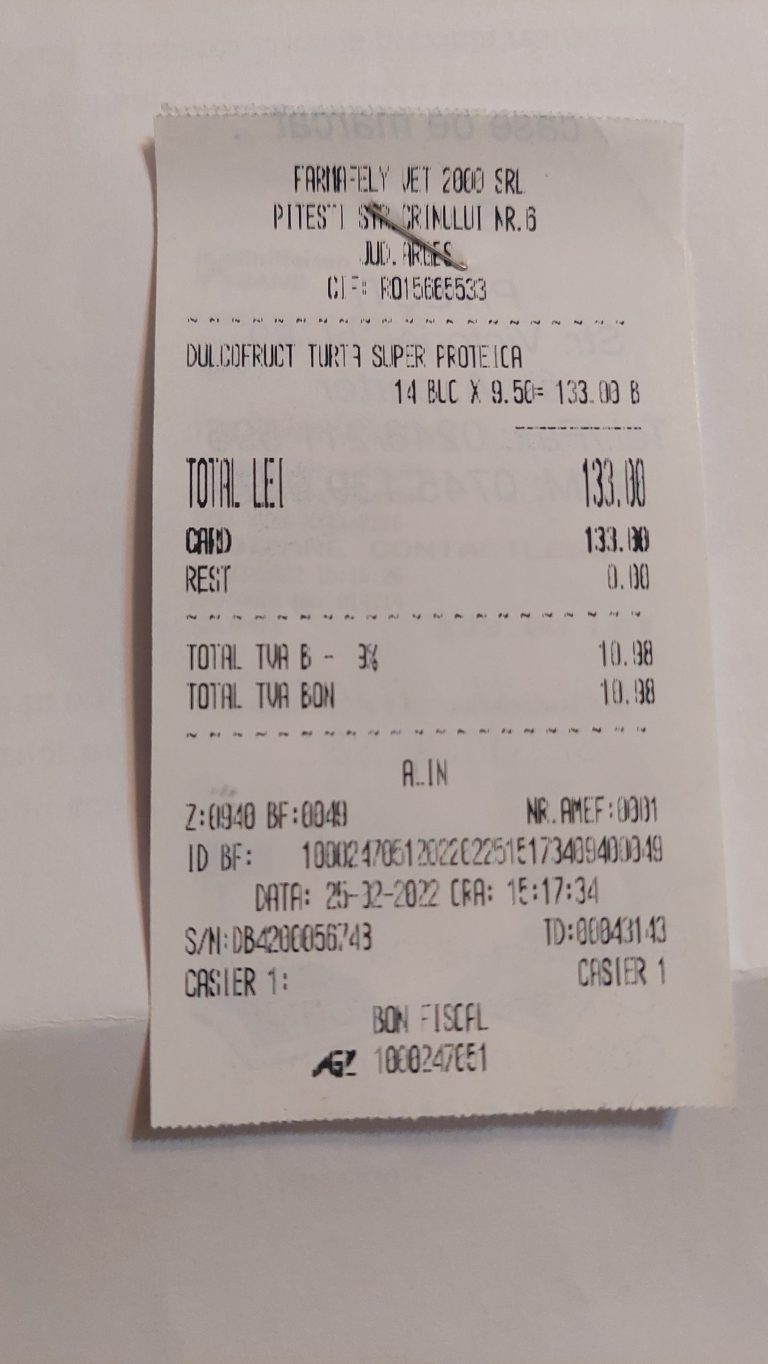 FARMAFELY VET 2000 SRL
PITESTI STR.CRINULUI NR.6
JUD.ARGES
CIF: RO15665533
DULCOFRUCT TURTA SUPER PROTEICA
14 BUC X 9.50= 133.00 B
TOTAL LEI 133.00
CARD 133.00
REST 0.00
TOTAL TVA B - 9% 10.98
TOTAL TVA BON 10.98
Z:0940 BF:0049 NR.AMEF:0001
ID BF: 10002470512022022515173409400049
DATA: 25-02-2022 ORA: 15:17:34
TD:00043143
CASIER 1: CASIER 1
BON FISCAL
1000247051